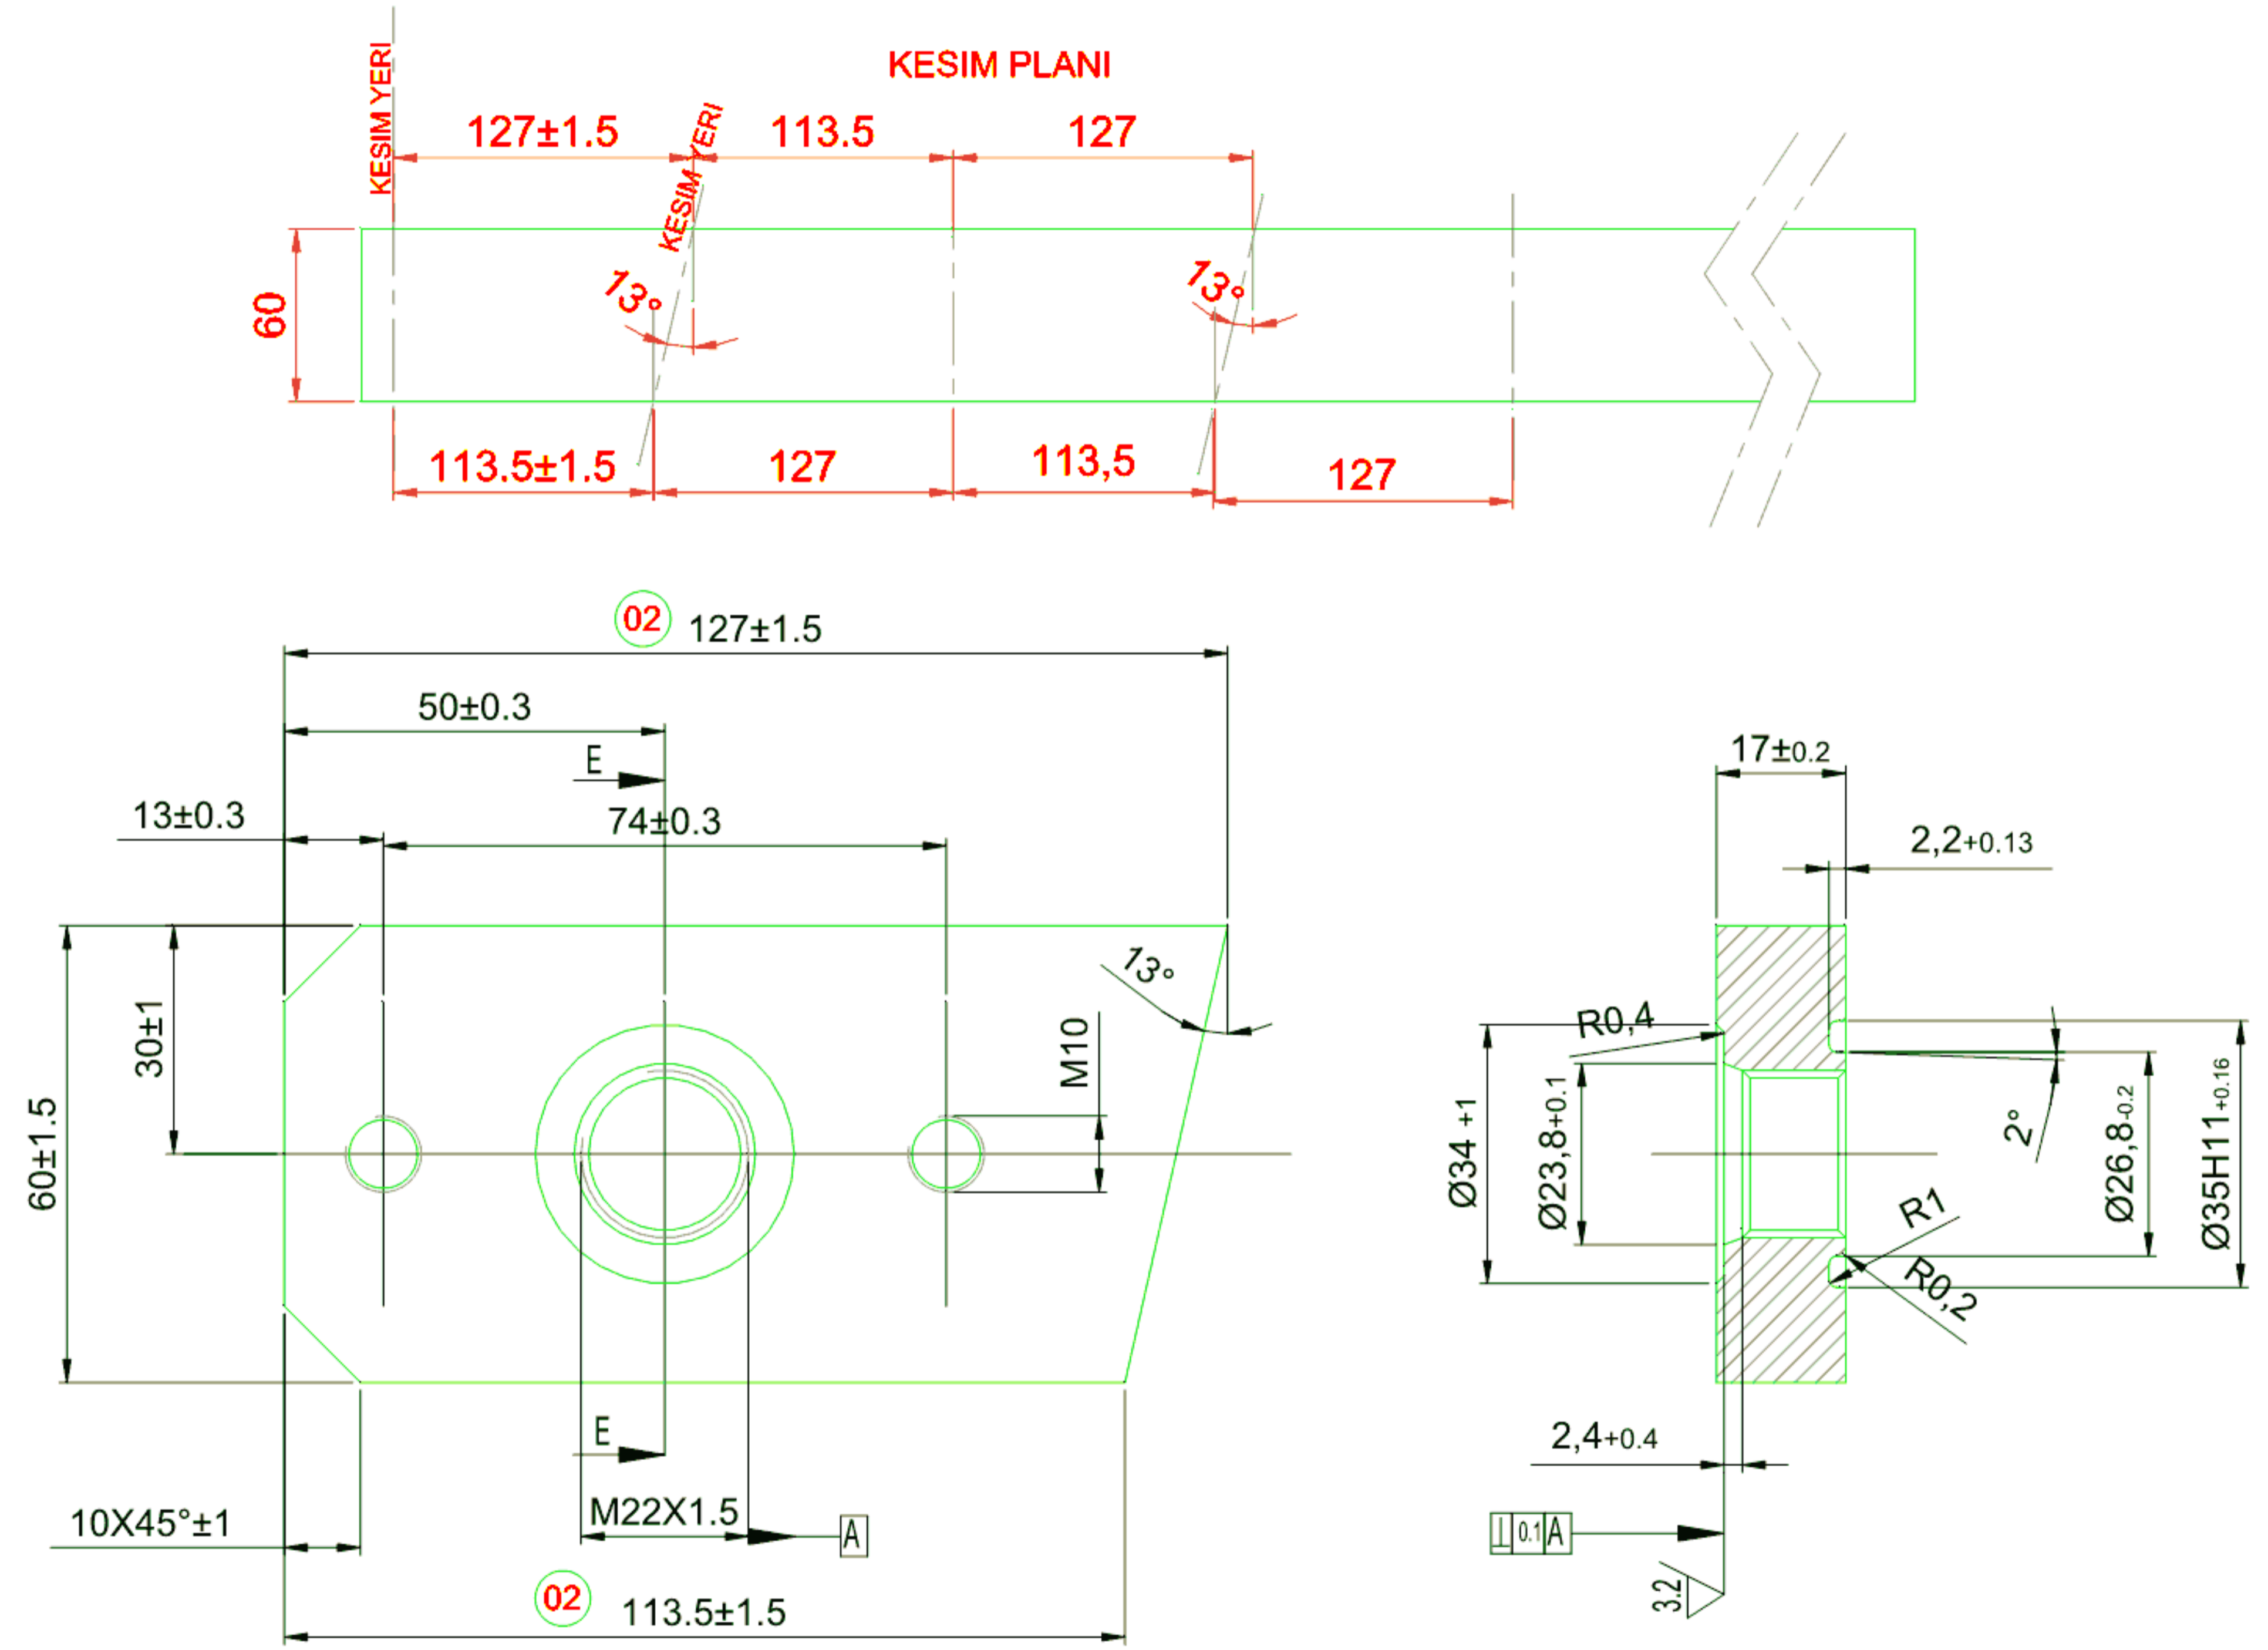 KESIM PLANI
KESIM YERI
127±1.5
KESIM YERI
113.5
127
60
13°
13°
113.5±1.5
127
113,5
127
02
127±1.5
50±0.3
E
13±0.3
74±0.3
13°
30±1
60±1.5
M10
E
M22X1.5
A
10X45°±1
02
113.5±1.5
17±0.2
2,2+0.13
R0,4
Ø34 +1
Ø23,8+0.1
2°
Ø26,8-0.2
Ø35H11+0.16
R1
R0,2
2,4+0.4
⊥ 0.1 A
3.2